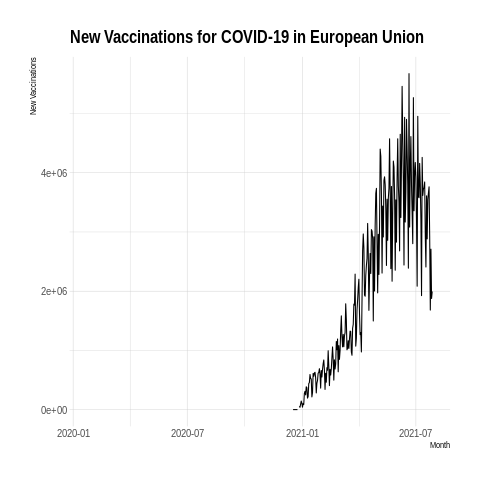 New Vaccinations for COVID-19 in European Union
New Vaccinations
4e+06
2e+06
0e+00
2020-01 2020-07 2021-01 2021-07
Month